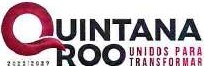 QUINTANA
ROO UNIDOS PARA
TRANSFORMAR
2022|2027